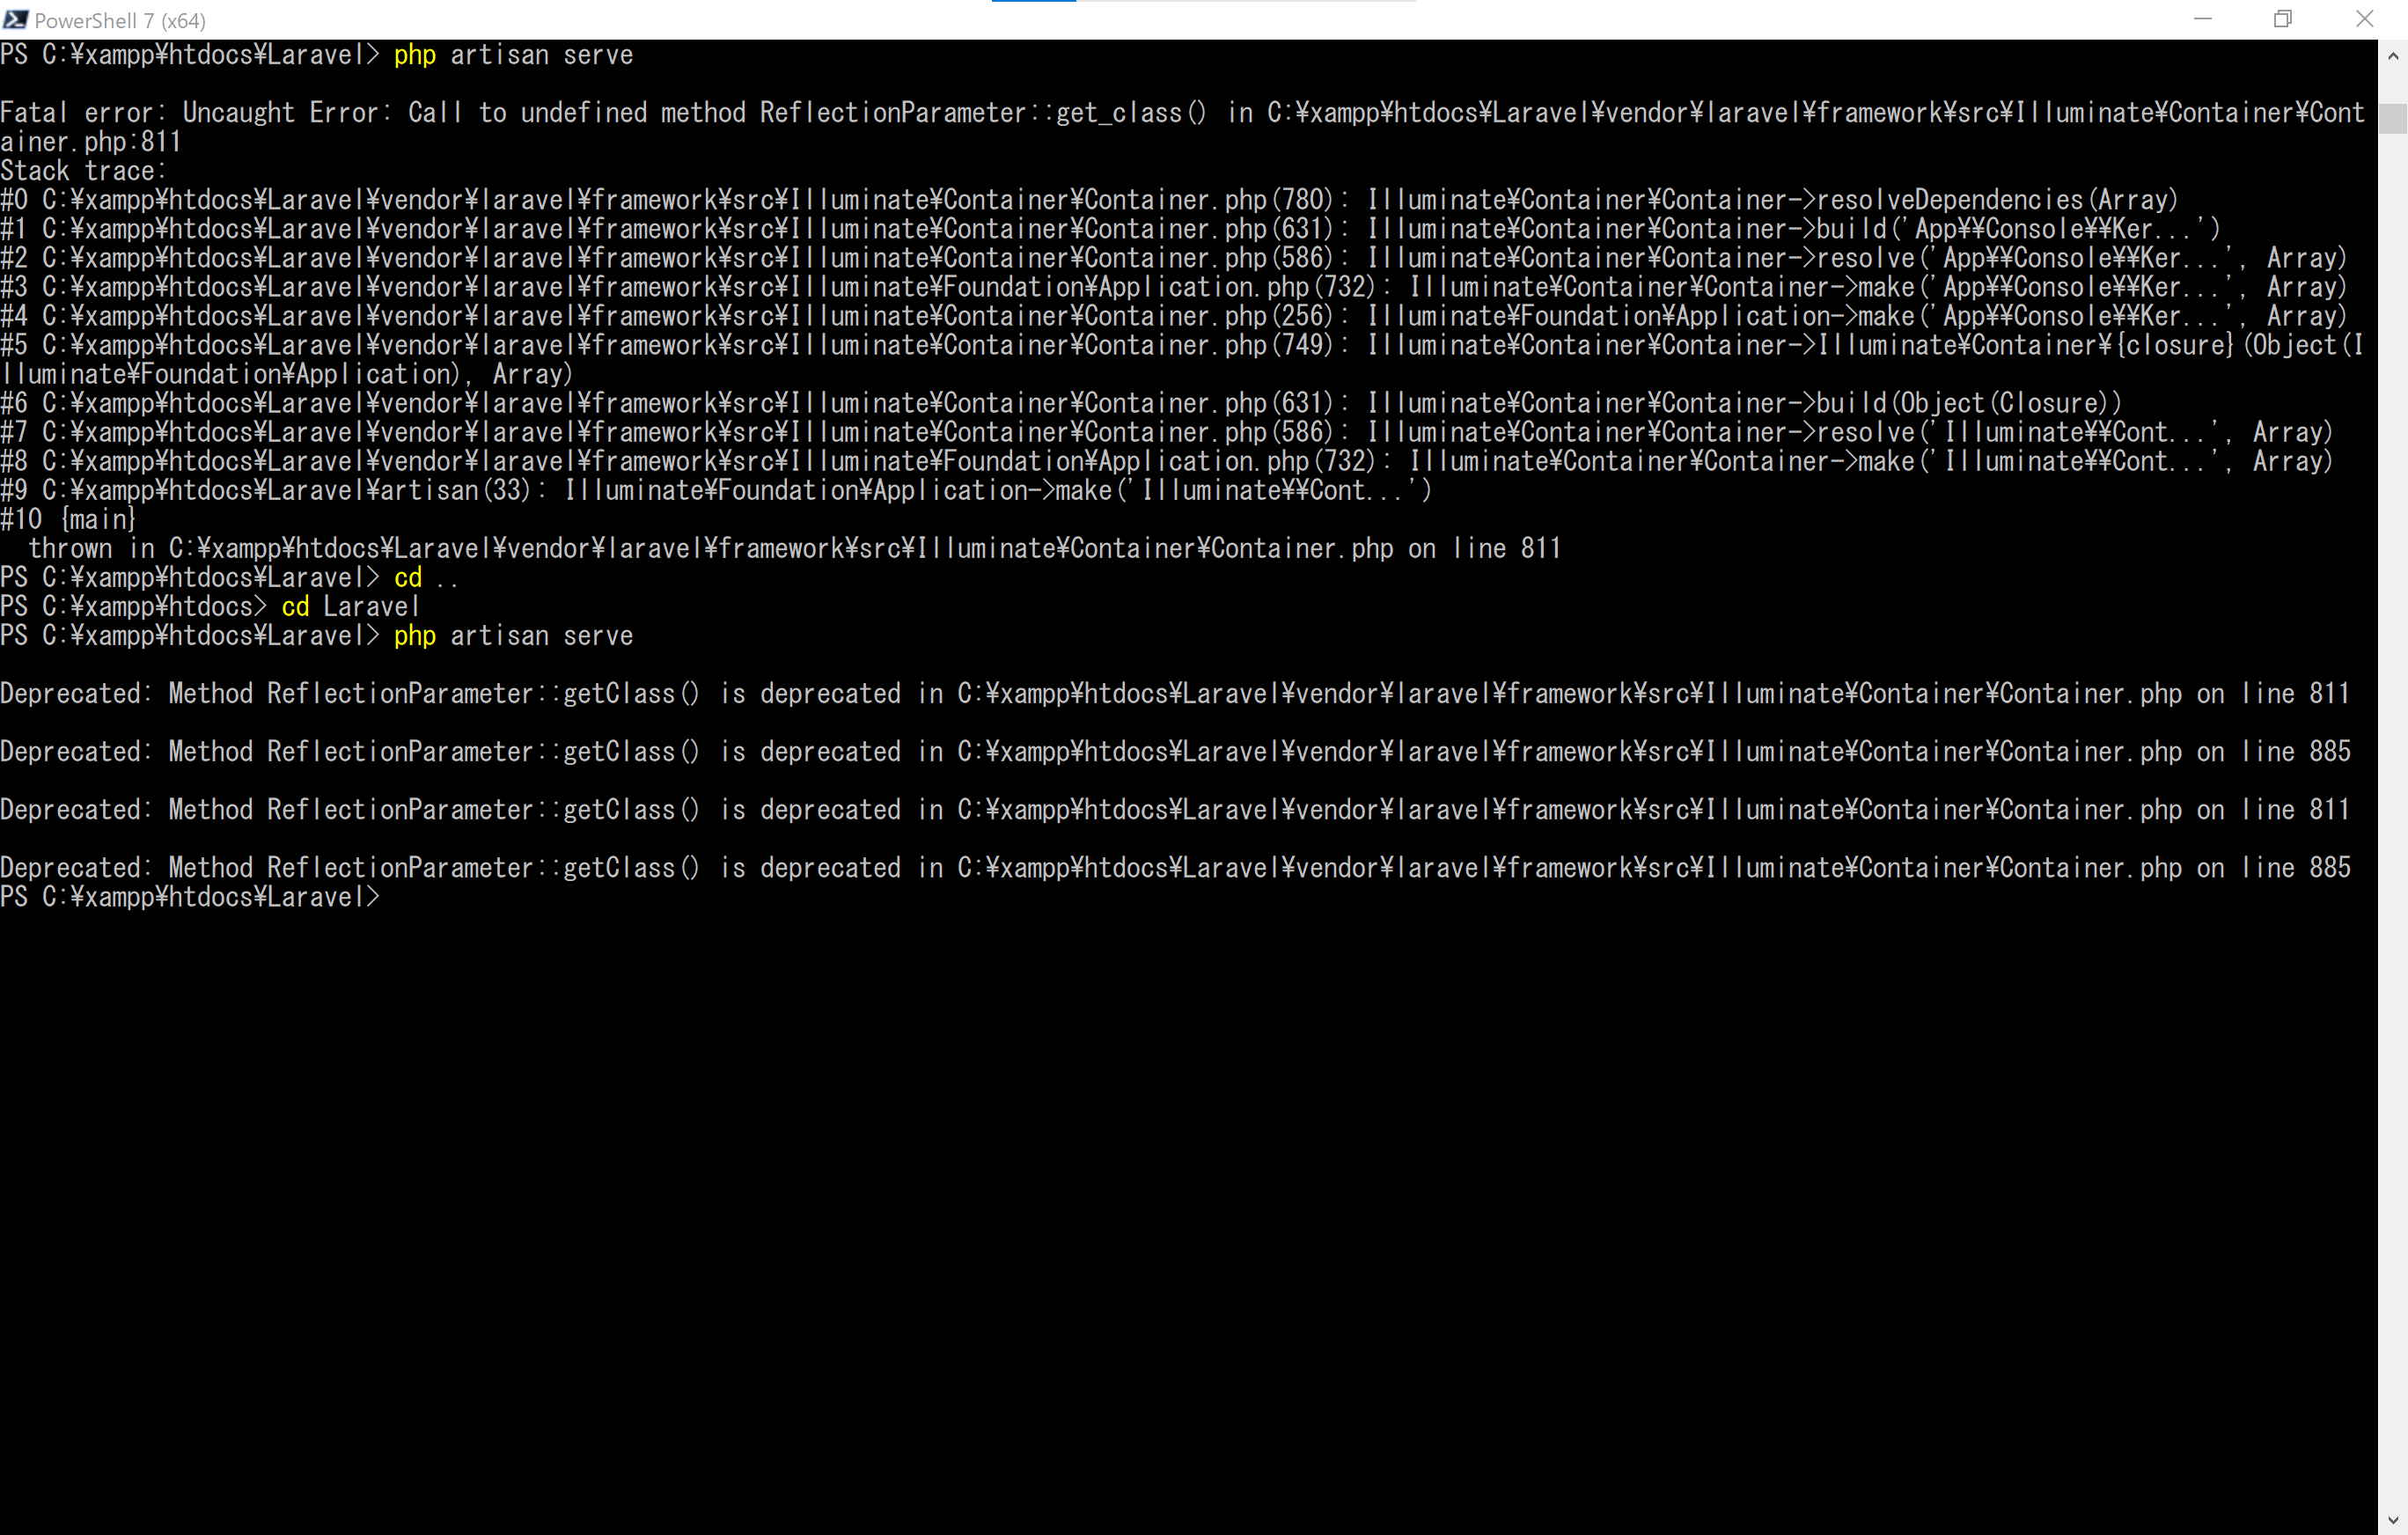 PowerShell 7 (x64)
PS C:¥xampp¥htdocs¥Laravel> php artisan serve
Fatal error: Uncaught Error: Call to undefined method ReflectionParameter::get_class() in C:¥xampp¥htdocs¥Laravel¥vendor¥laravel¥framework¥src¥Illuminate¥Container¥Cont
ainer.php:811
Stack trace:
#0 C:¥xampp¥htdocs¥Laravel¥vendor¥laravel¥framework¥src¥Illuminate¥Container¥Container.php(780): Illuminate¥Container¥Container->resolveDependencies(Array)
#1 C:¥xampp¥htdocs¥Laravel¥vendor¥laravel¥framework¥src¥Illuminate¥Container¥Container.php(631): Illuminate¥Container¥Container->build('App¥¥Console¥¥Ker...')
#2 C:¥xampp¥htdocs¥Laravel¥vendor¥laravel¥framework¥src¥Illuminate¥Container¥Container.php(586): Illuminate¥Container¥Container->resolve('App¥¥Console¥¥Ker...', Array)
#3 C:¥xampp¥htdocs¥Laravel¥vendor¥laravel¥framework¥src¥Illuminate¥Foundation¥Application.php(732): Illuminate¥Container¥Container->make('App¥¥Console¥¥Ker...', Array)
#4 C:¥xampp¥htdocs¥Laravel¥vendor¥laravel¥framework¥src¥Illuminate¥Container¥Container.php(256): Illuminate¥Foundation¥Application->make('App¥¥Console¥¥Ker...', Array)
#5 C:¥xampp¥htdocs¥Laravel¥vendor¥laravel¥framework¥src¥Illuminate¥Container¥Container.php(749): Illuminate¥Container¥Container->Illuminate¥Container¥{closure}(Object(I
lluminate¥Foundation¥Application), Array)
#6 C:¥xampp¥htdocs¥Laravel¥vendor¥laravel¥framework¥src¥Illuminate¥Container¥Container.php(631): Illuminate¥Container¥Container->build(Object(Closure))
#7 C:¥xampp¥htdocs¥Laravel¥vendor¥laravel¥framework¥src¥Illuminate¥Container¥Container.php(586): Illuminate¥Container¥Container->resolve('Illuminate¥¥Cont...', Array)
#8 C:¥xampp¥htdocs¥Laravel¥vendor¥laravel¥framework¥src¥Illuminate¥Foundation¥Application.php(732): Illuminate¥Container¥Container->make('Illuminate¥¥Cont...', Array)
#9 C:¥xampp¥htdocs¥Laravel¥artisan(33): Illuminate¥Foundation¥Application->make('Illuminate¥¥Cont...')
#10 {main}
  thrown in C:¥xampp¥htdocs¥Laravel¥vendor¥laravel¥framework¥src¥Illuminate¥Container¥Container.php on line 811
PS C:¥xampp¥htdocs¥Laravel> cd ..
PS C:¥xampp¥htdocs> cd Laravel
PS C:¥xampp¥htdocs¥Laravel> php artisan serve
Deprecated: Method ReflectionParameter::getClass() is deprecated in C:¥xampp¥htdocs¥Laravel¥vendor¥laravel¥framework¥src¥Illuminate¥Container¥Container.php on line 811
Deprecated: Method ReflectionParameter::getClass() is deprecated in C:¥xampp¥htdocs¥Laravel¥vendor¥laravel¥framework¥src¥Illuminate¥Container¥Container.php on line 885
Deprecated: Method ReflectionParameter::getClass() is deprecated in C:¥xampp¥htdocs¥Laravel¥vendor¥laravel¥framework¥src¥Illuminate¥Container¥Container.php on line 811
Deprecated: Method ReflectionParameter::getClass() is deprecated in C:¥xampp¥htdocs¥Laravel¥vendor¥laravel¥framework¥src¥Illuminate¥Container¥Container.php on line 885
PS C:¥xampp¥htdocs¥Laravel>